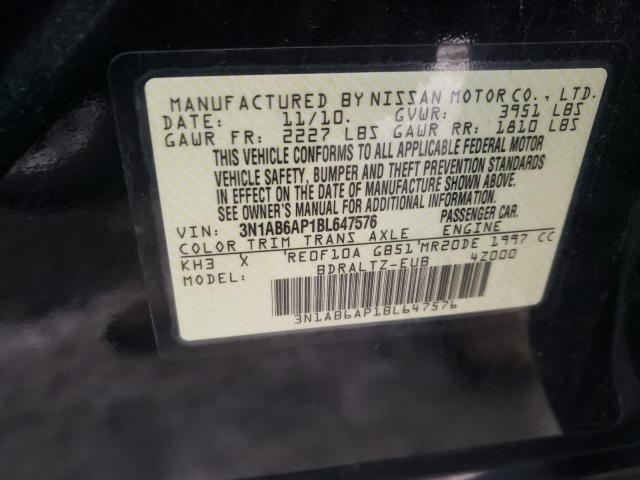 MANUFACTURED BY NISSAN MOTOR CO., LTD.
DATE: 11/10. GVWR: 3951 LBS
GAWR FR: 2227 LBS GAWR RR: 1810 LBS
THIS VEHICLE CONFORMS TO ALL APPLICABLE FEDERAL MOTOR
VEHICLE SAFETY, BUMPER AND THEFT PREVENTION STANDARDS
IN EFFECT ON THE DATE OF MANUFACTURE SHOWN ABOVE.
SEE OWNER'S MANUAL FOR ADDITIONAL INFORMATION
VIN: 3N1AB6AP1BL647576 PASSENGER CAR.
COLOR TRIM TRANS AXLE ENGINE
KH3 X 'RE0F10A GB51'MR20DE 1997 CC
MODEL: BDRALTZ-EUB 4Z000
3N1AB6AP1BL647576